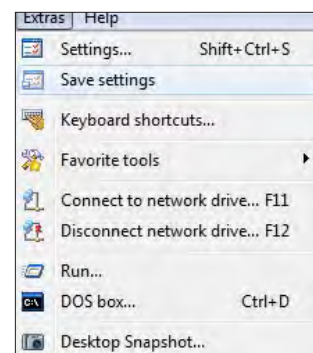 Extras Help
Settings... Shift+Ctrl+S
Save settings
Keyboard shortcuts...
Favorite tools
Connect to network drive... F11
Disconnect network drive... F12
Run...
DOS box... Ctrl+D
Desktop Snapshot...